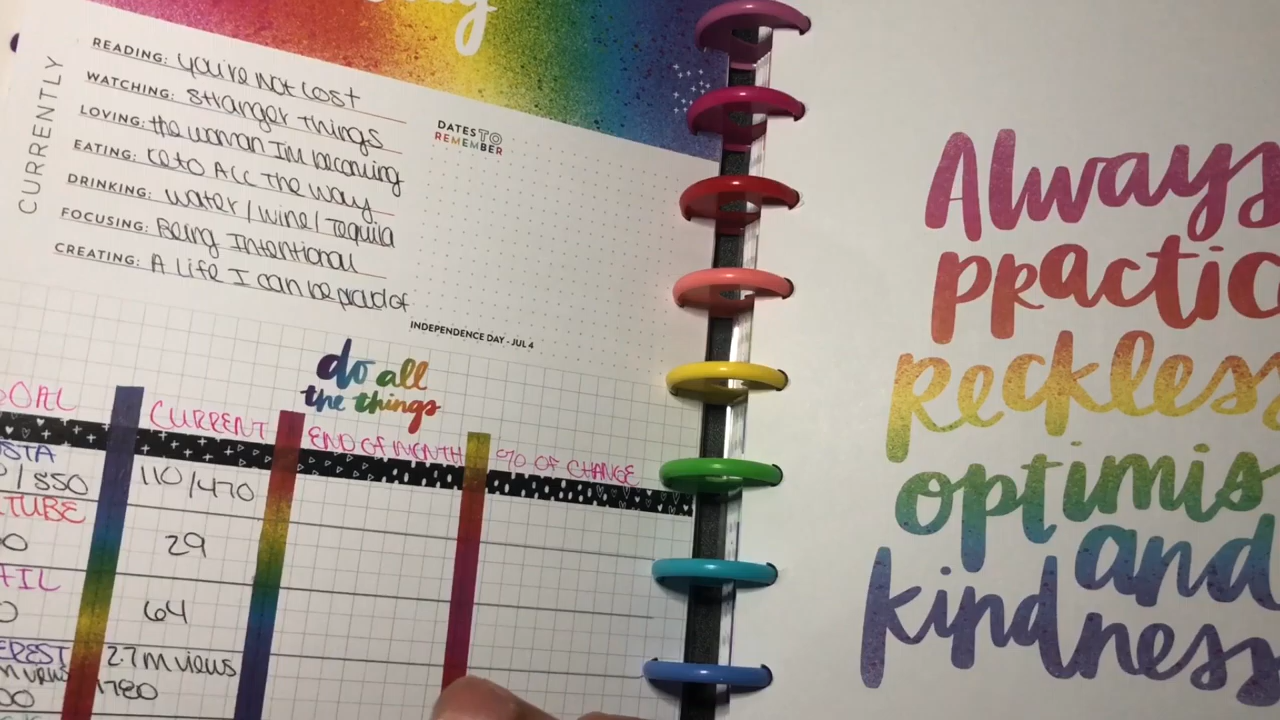 CURRENTLY
READING: you're not lost
WATCHING: stranger things
LOVING: the woman I'm becoming
EATING: keto ALL The way
DRINKING: water / wine / Tequila
FOCUSING: Being Intentional
CREATING: A life I can be proud of
DATES TO
REMEMBER
INDEPENDENCE DAY - JUL 4
do all
the things
CURRENT
END OF MONTH
% OF CHANGE
/850
110/470
29
64
2.7M views
1780
Always
practic
Reckless
optimis
and
kindness